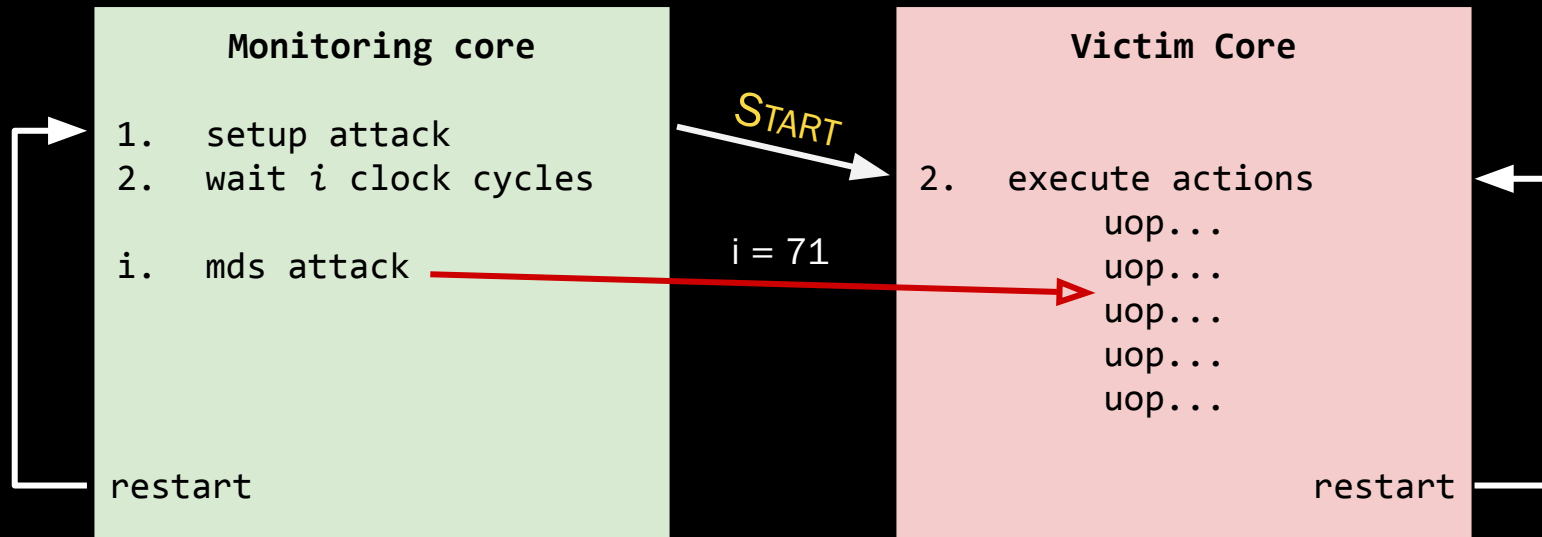 Monitoring core
1. setup attack
2. wait i clock cycles
i. mds attack
restart
START
i = 71
Victim Core
2. execute actions
uop...
uop...
uop...
uop...
uop...
restart